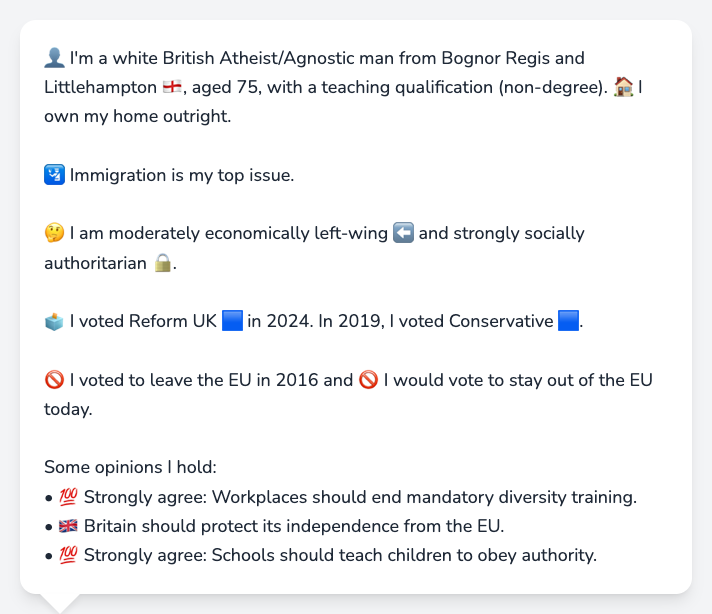 👤 I'm a white British Atheist/Agnostic man from Bognor Regis and
Littlehampton 🏴󠁧󠁢󠁥󠁮󠁧󠁿, aged 75, with a teaching qualification (non-degree). 🏠 I
own my home outright.
🛂 Immigration is my top issue.
🤔 I am moderately economically left-wing ⬅️ and strongly socially
authoritarian 🔒.
🗳️ I voted Reform UK 🟦 in 2024. In 2019, I voted Conservative 🟦.
🚫 I voted to leave the EU in 2016 and 🚫 I would vote to stay out of the EU
today.
Some opinions I hold:
• 💯 Strongly agree: Workplaces should end mandatory diversity training.
• 🇬🇧 Britain should protect its independence from the EU.
• 💯 Strongly agree: Schools should teach children to obey authority.